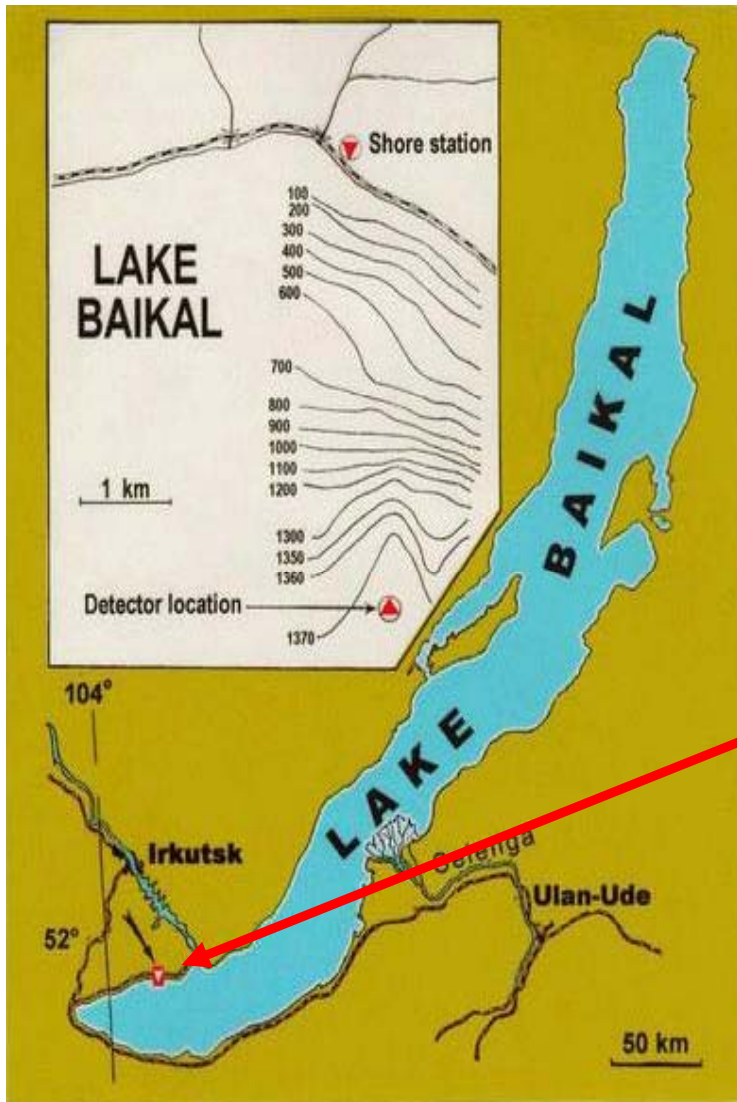 Shore station
100
200
300
400
500
600
LAKE
BAIKAL
700
800
900
1000
1100
1200
1 km
1300
1350
1360
Detector location
1370
LAKE BAIKAL
104°
Irkutsk
Selenga
Ulan-Ude
52°
50 km